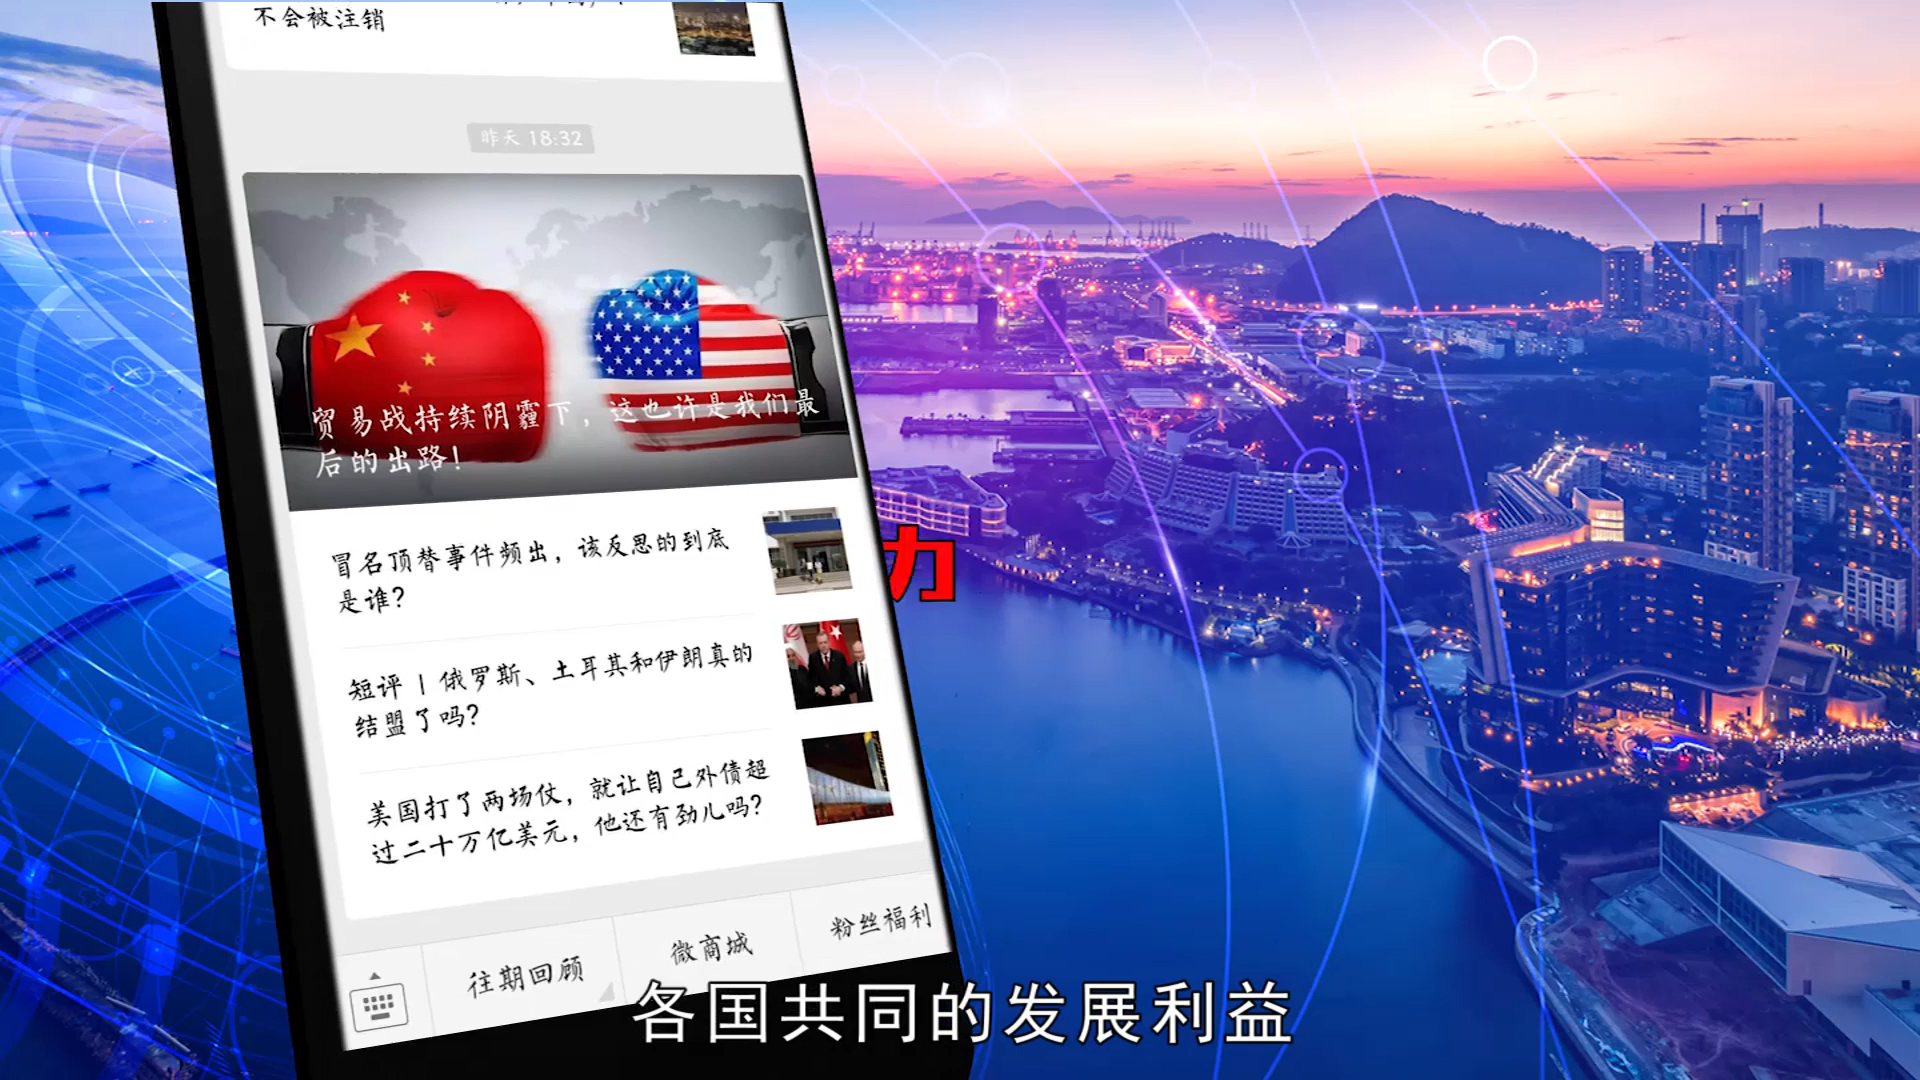 不会被注销
昨天 18:32
贸易战持续阴霾下，这也许是我们最
后的出路！
冒名顶替事件频出，该反思的到底
是谁？
短评丨俄罗斯、土耳其和伊朗真的
结盟了吗？
美国打了两场仗，就让自己外债超
过二十万亿美元，他还有劲儿吗？
力
往期回顾
微商城
粉丝福利
各国共同的发展利益